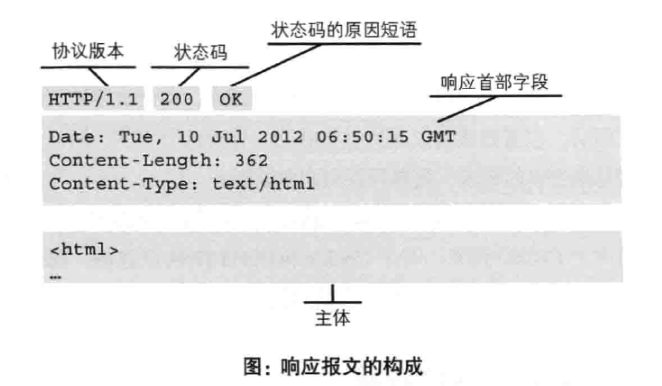 状态码的原因短语
协议版本 状态码
响应首部字段
HTTP/1.1 200 OK
Date: Tue, 10 Jul 2012 06:50:15 GMT
Content-Length: 362
Content-Type: text/html
<html>
…
主体
图：响应报文的构成